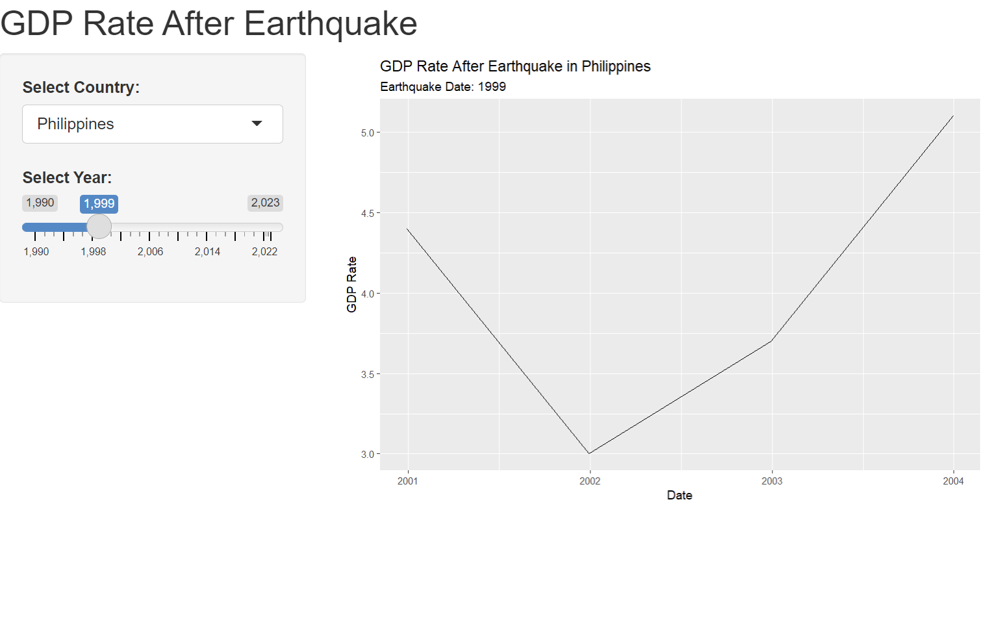 GDP Rate After Earthquake
Select Country:
Philippines
Select Year:
1,990 1,999 2,023
1,990 1,998 2,006 2,014 2,022
GDP Rate After Earthquake in Philippines
Earthquake Date: 1999
5.0
4.5
4.0
3.5
3.0
GDP Rate
2001 2002 2003 2004
Date